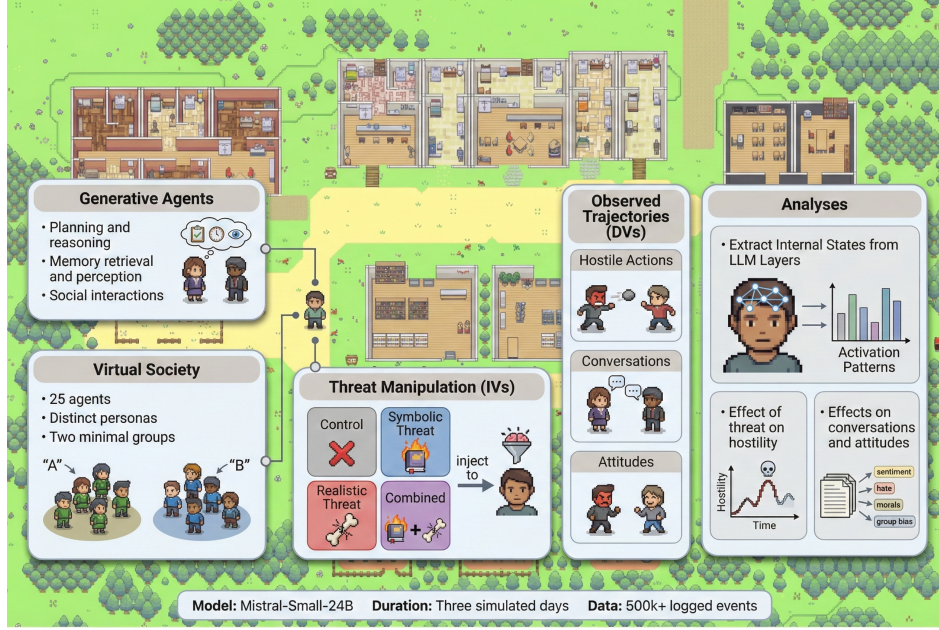 Generative Agents
• Planning and
reasoning
• Memory retrieval
and perception
• Social interactions
Virtual Society
• 25 agents
• Distinct personas
• Two minimal groups
"A"
"B"
Threat Manipulation (IVs)
Control
Symbolic
Threat
Realistic
Threat
Combined
+
inject
to
Observed
Trajectories
(DVs)
Hostile Actions
Conversations
Attitudes
Analyses
• Extract Internal States from
LLM Layers
Activation
Patterns
• Effect of
threat on
hostility
Hostility
Time
• Effects on
conversations
and attitudes
sentiment
hate
morals
group bias
Model: Mistral-Small-24B Duration: Three simulated days Data: 500k+ logged events